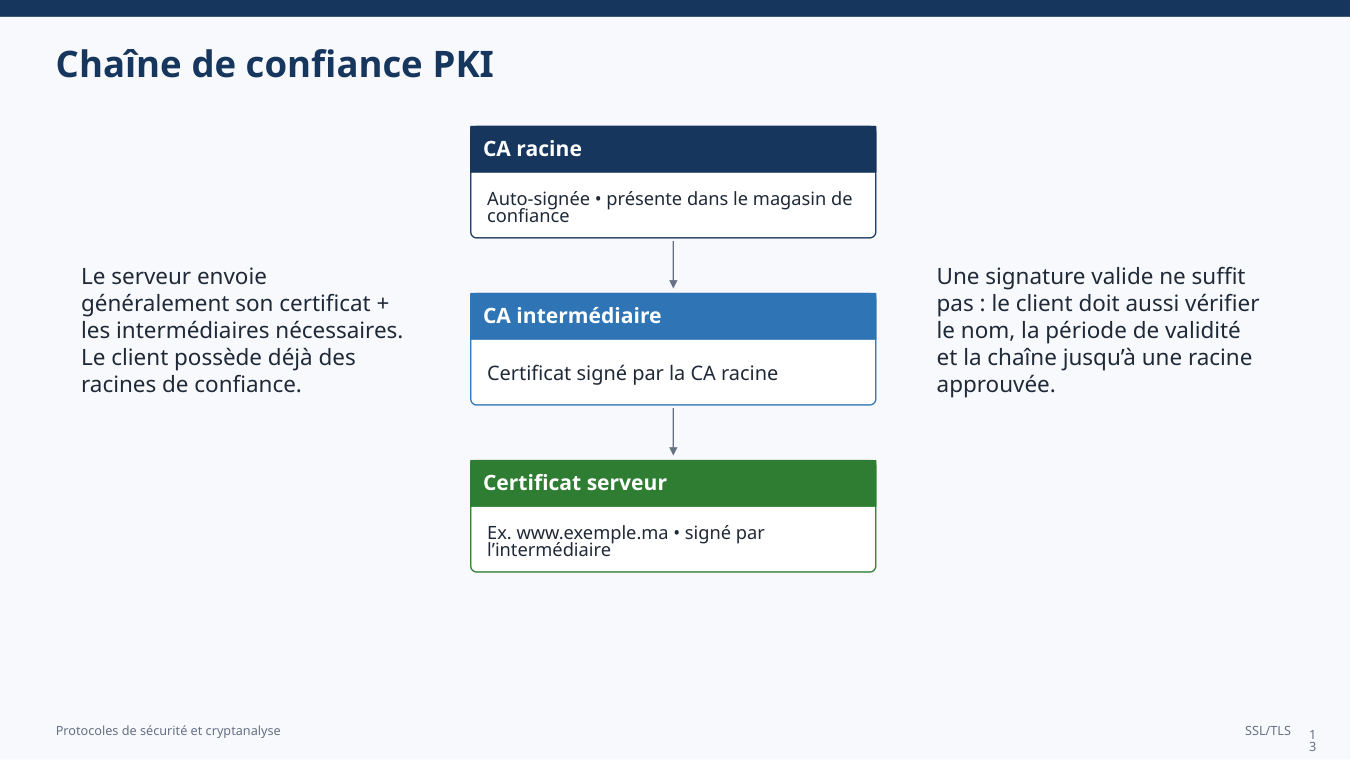 Chaîne de confiance PKI
CA racine
Auto-signée • présente dans le magasin de
confiance
Le serveur envoie
généralement son certificat +
les intermédiaires nécessaires.
Le client possède déjà des
racines de confiance.
CA intermédiaire
Certificat signé par la CA racine
Une signature valide ne suffit
pas : le client doit aussi vérifier
le nom, la période de validité
et la chaîne jusqu’à une racine
approuvée.
Certificat serveur
Ex. www.exemple.ma • signé par
l’intermédiaire
Protocoles de sécurité et cryptanalyse
SSL/TLS
1
3